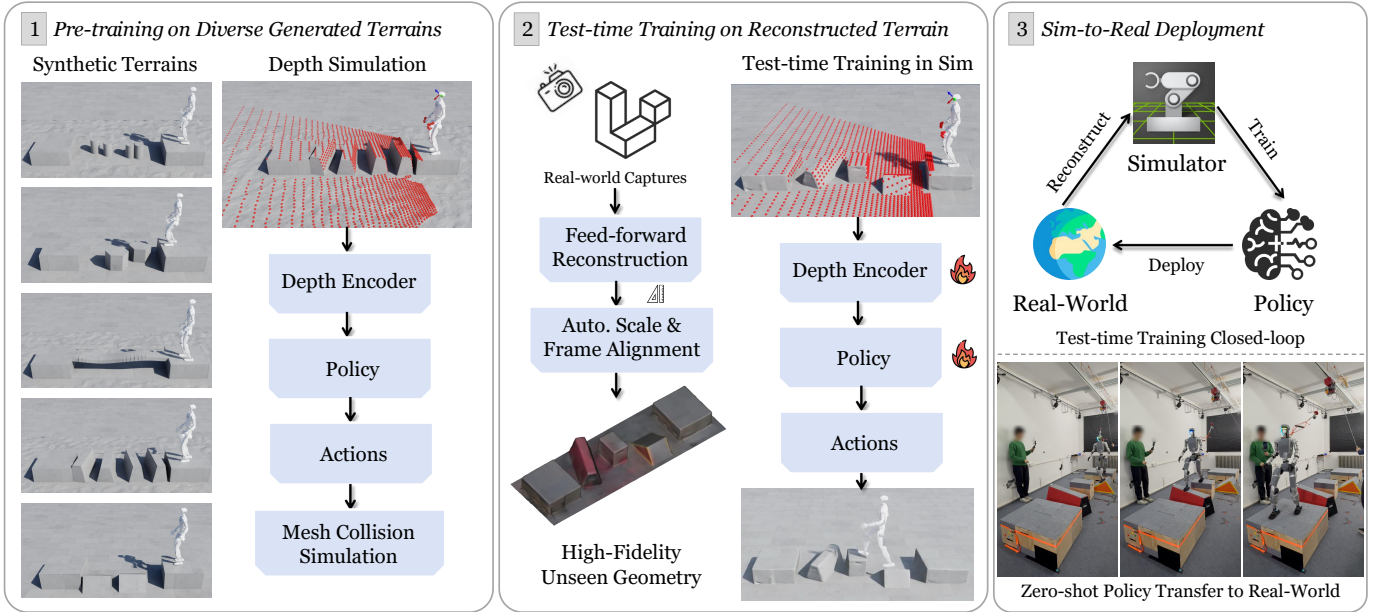 1 Pre-training on Diverse Generated Terrains
Synthetic Terrains
Depth Simulation
Depth Encoder
Policy
Actions
Mesh Collision
Simulation
2 Test-time Training on Reconstructed Terrain
Real-world Captures
Feed-forward
Reconstruction
Auto. Scale &
Frame Alignment
High-Fidelity
Unseen Geometry
Test-time Training in Sim
Depth Encoder
Policy
Actions
3 Sim-to-Real Deployment
Simulator
Reconstruct
Train
Deploy
Real-World
Policy
Test-time Training Closed-loop
Zero-shot Policy Transfer to Real-World